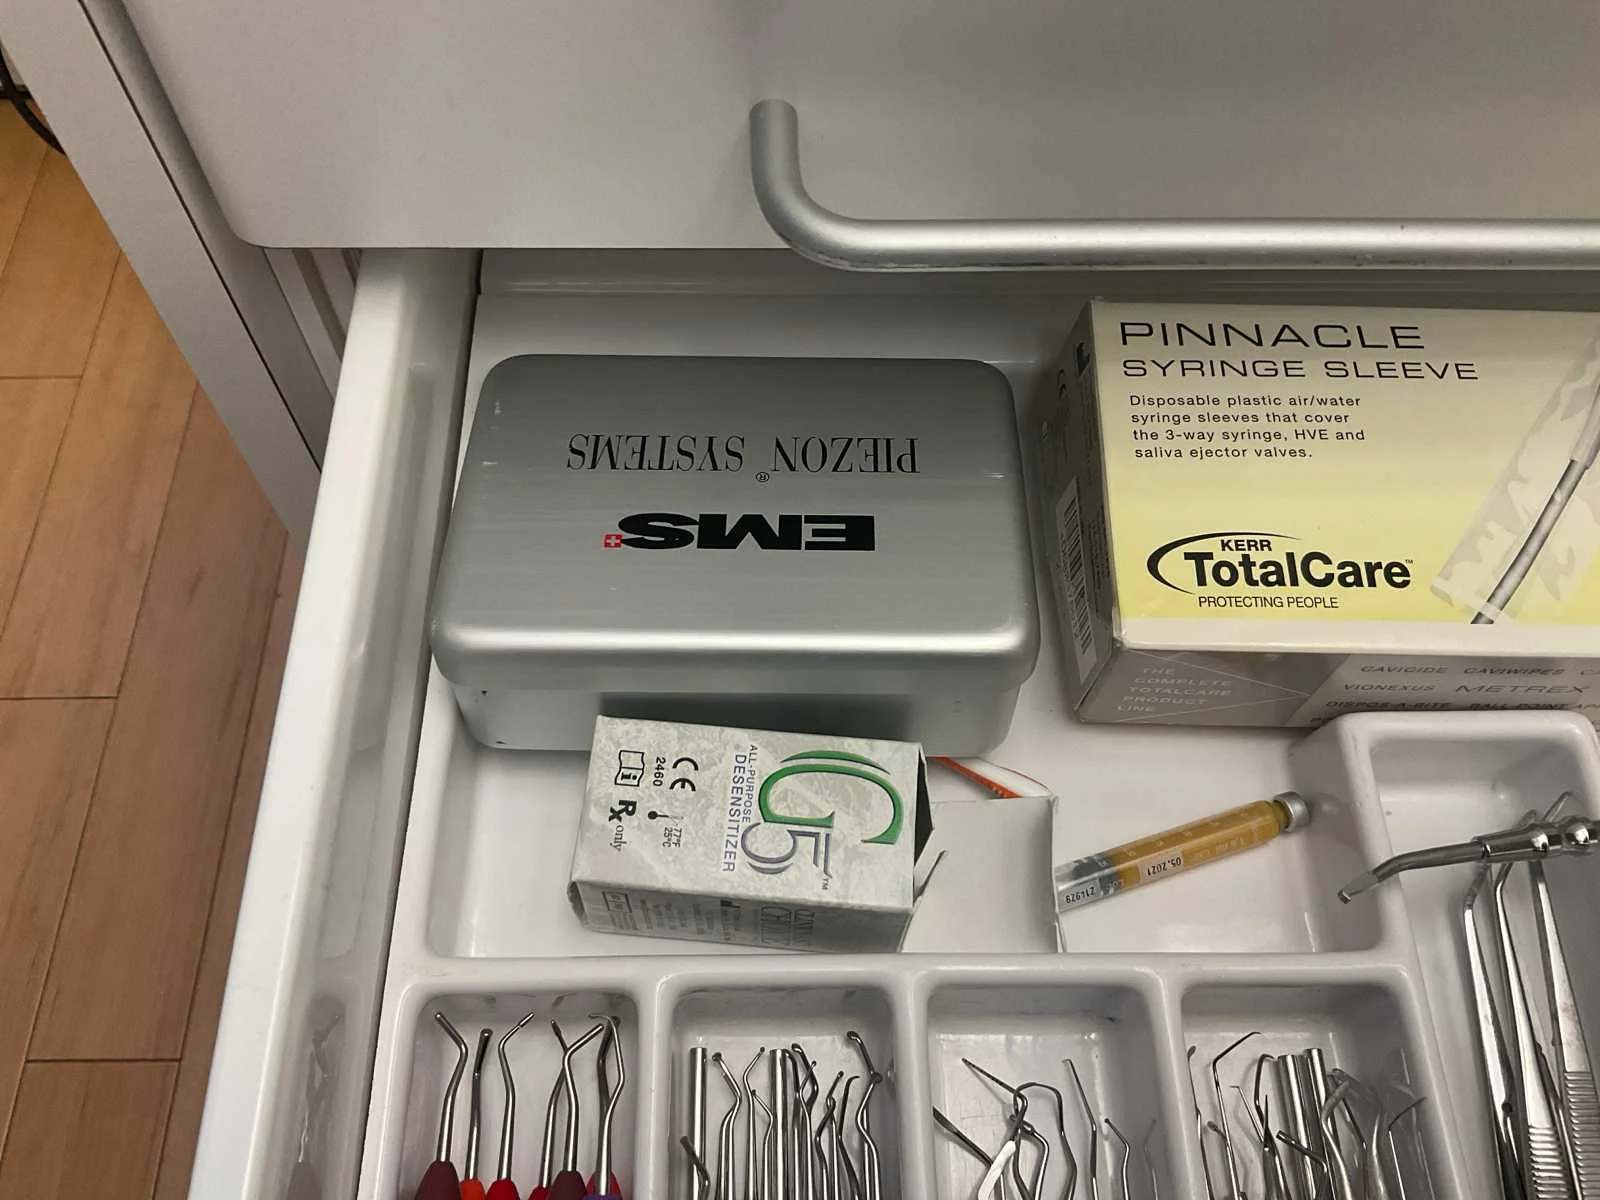 PIEZON® SYSTEMS
EMS
PINNACLE
SYRINGE SLEEVE
Disposable plastic air/water
syringe sleeves that cover
the 3-way syringe, HVE and
saliva ejector valves.
KERR
TotalCare™
PROTECTING PEOPLE
THE
COMPLETE
TOTALCARE
PRODUCT
LINE
CAVICIDE CAVIWIPES
VIONEXUS METREX
DISPOS-A-BITE BALL POINT
G5™
ALL-PURPOSE
DESENSITIZER
CE
2460
77°F
25°C
Rx only
05.2021